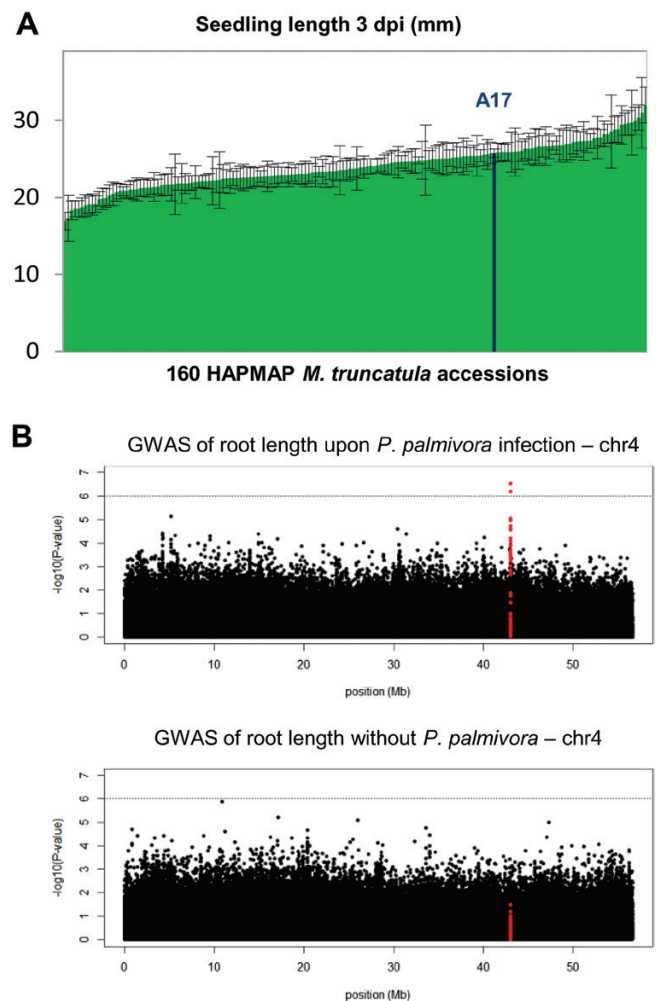 A
Seedling length 3 dpi (mm)
A17
30
20
10
0
160 HAPMAP M. truncatula accessions
B
GWAS of root length upon P. palmivora infection – chr4
-log10(P-value)
7
6
5
4
3
2
1
0
0 10 20 30 40 50
position (Mb)
GWAS of root length without P. palmivora – chr4
-log10(P-value)
7
6
5
4
3
2
1
0
0 10 20 30 40 50
position (Mb)